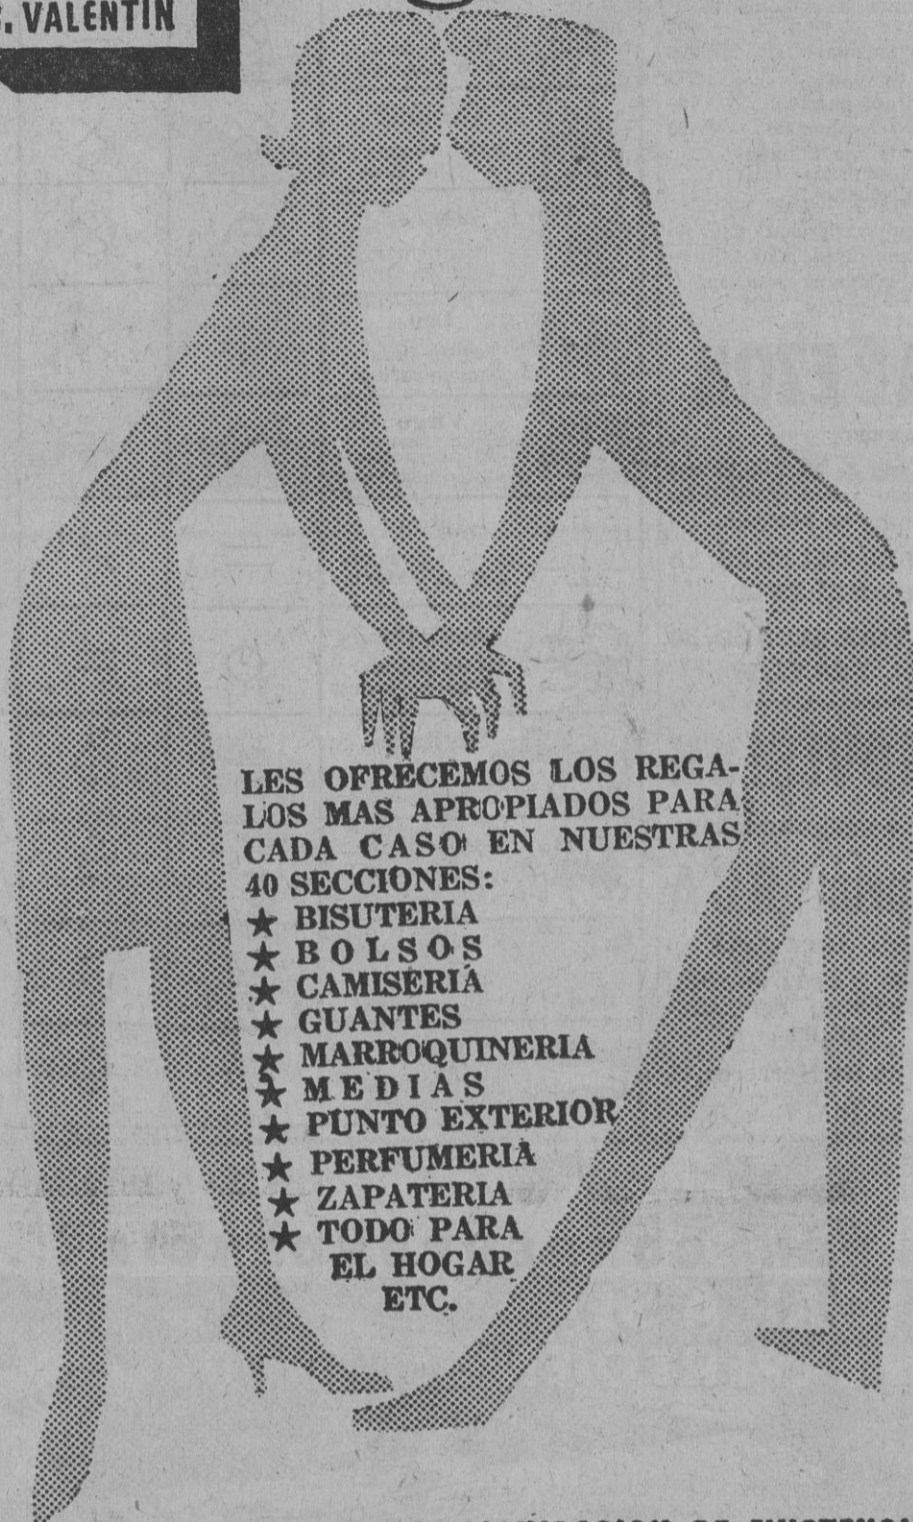 . VALENTIN
LES OFRECEMOS LOS REGA-
LOS MAS APROPIADOS PARA
CADA CASO EN NUESTRAS
40 SECCIONES:
★ BISUTERIA
★ BOLSOS
★ CAMISERIA
★ GUANTES
★ MARROQUINERIA
★ MEDIAS
★ PUNTO EXTERIOR
★ PERFUMERIA
★ ZAPATERIA
★ TODO PARA
EL HOGAR
ETC.